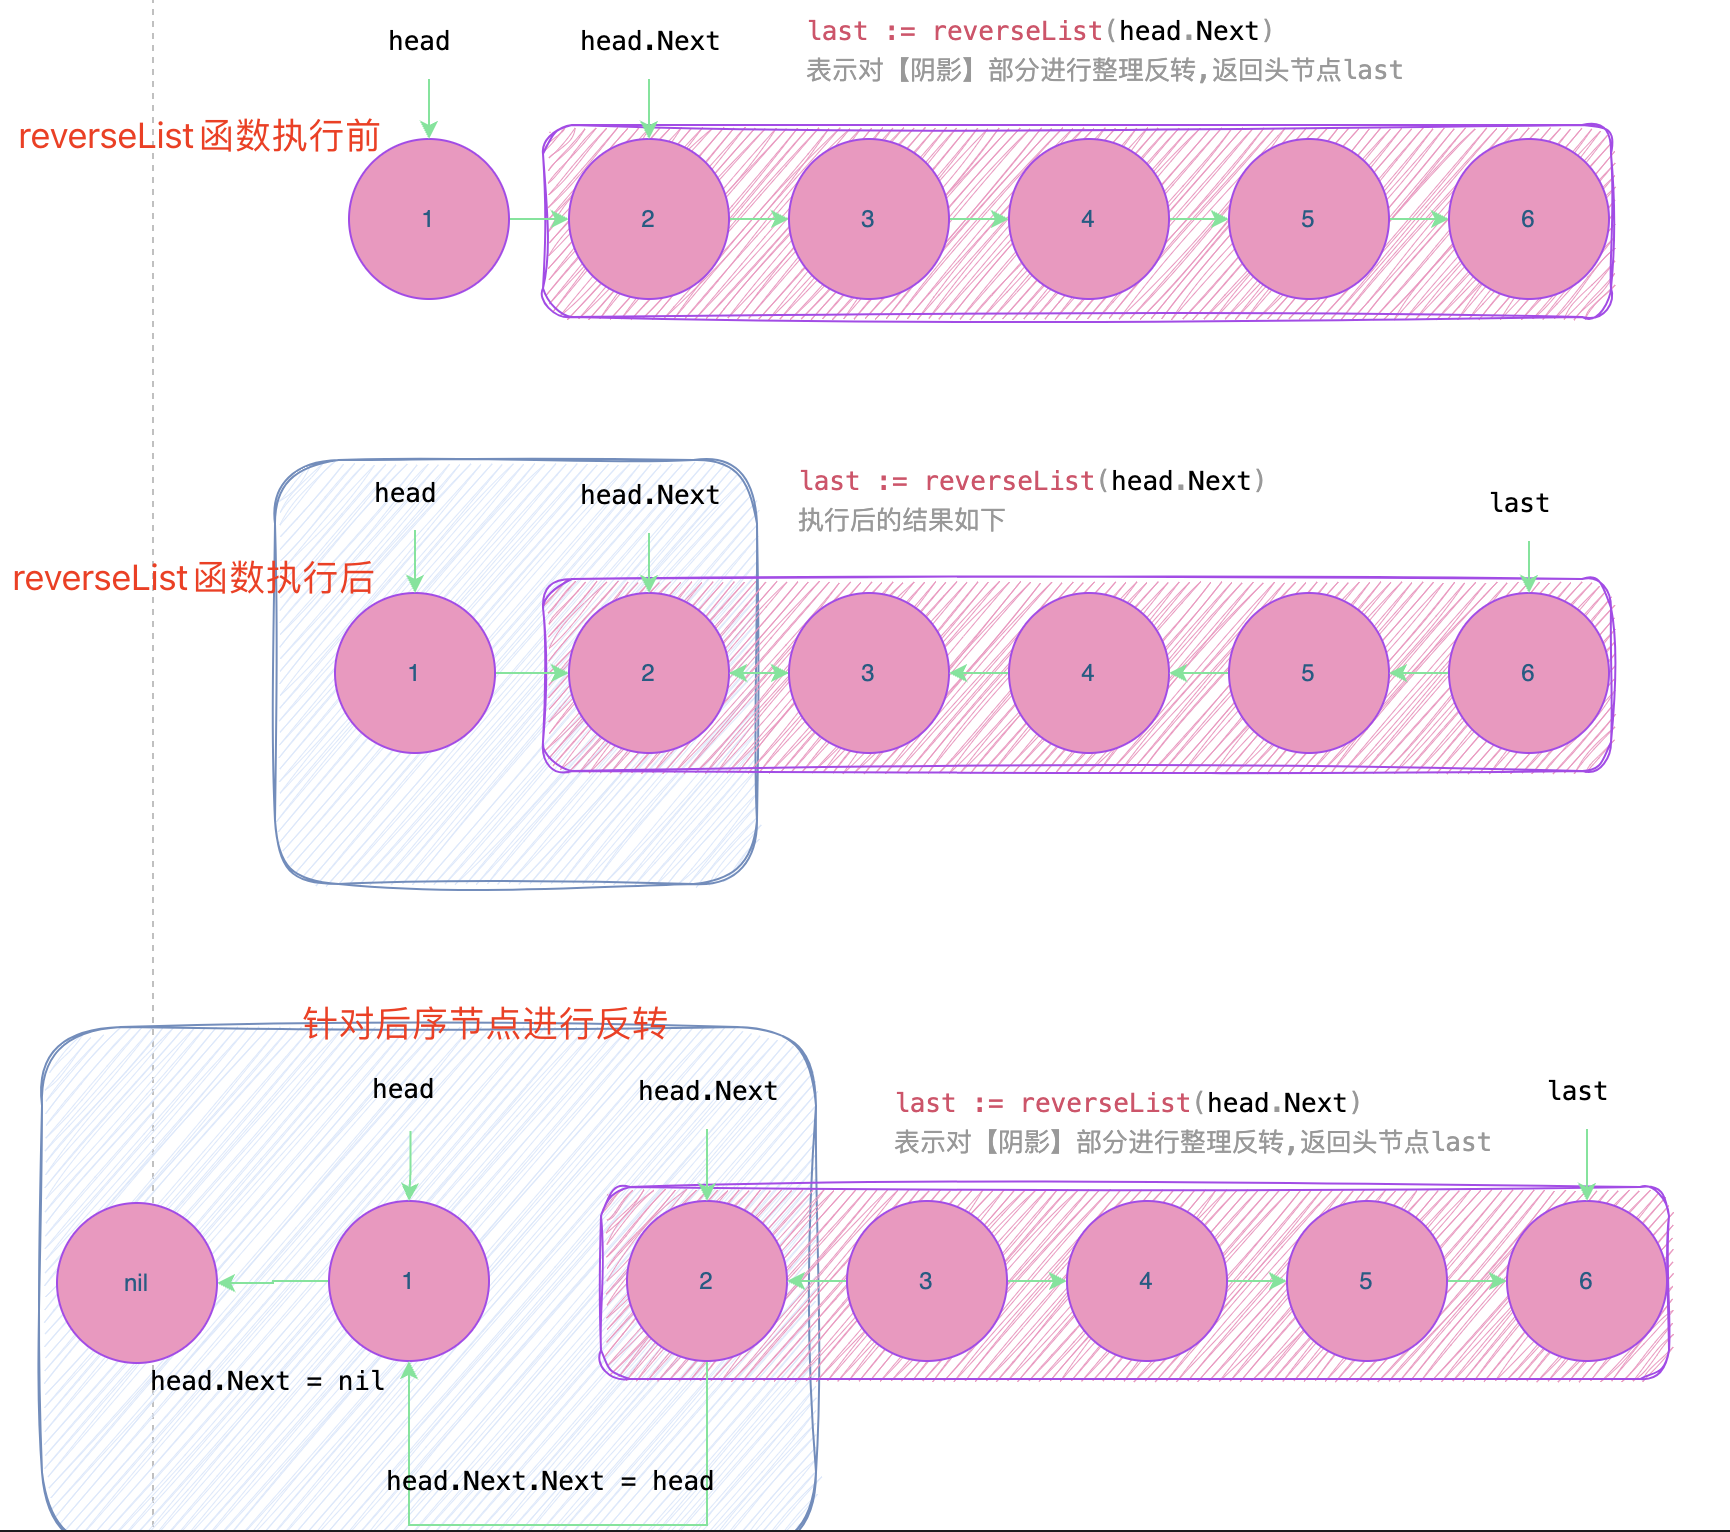 head
head.Next
last := reverseList(head.Next)
表示对【阴影】部分进行整理反转,返回头节点last
reverseList函数执行前
1
2
3
4
5
6
last := reverseList(head.Next)
执行后的结果如下
head
head.Next
last
reverseList函数执行后
1
2
3
4
5
6
针对后序节点进行反转
head
head.Next
last := reverseList(head.Next)
表示对【阴影】部分进行整理反转,返回头节点last
last
nil
1
2
3
4
5
6
head.Next = nil
head.Next.Next = head